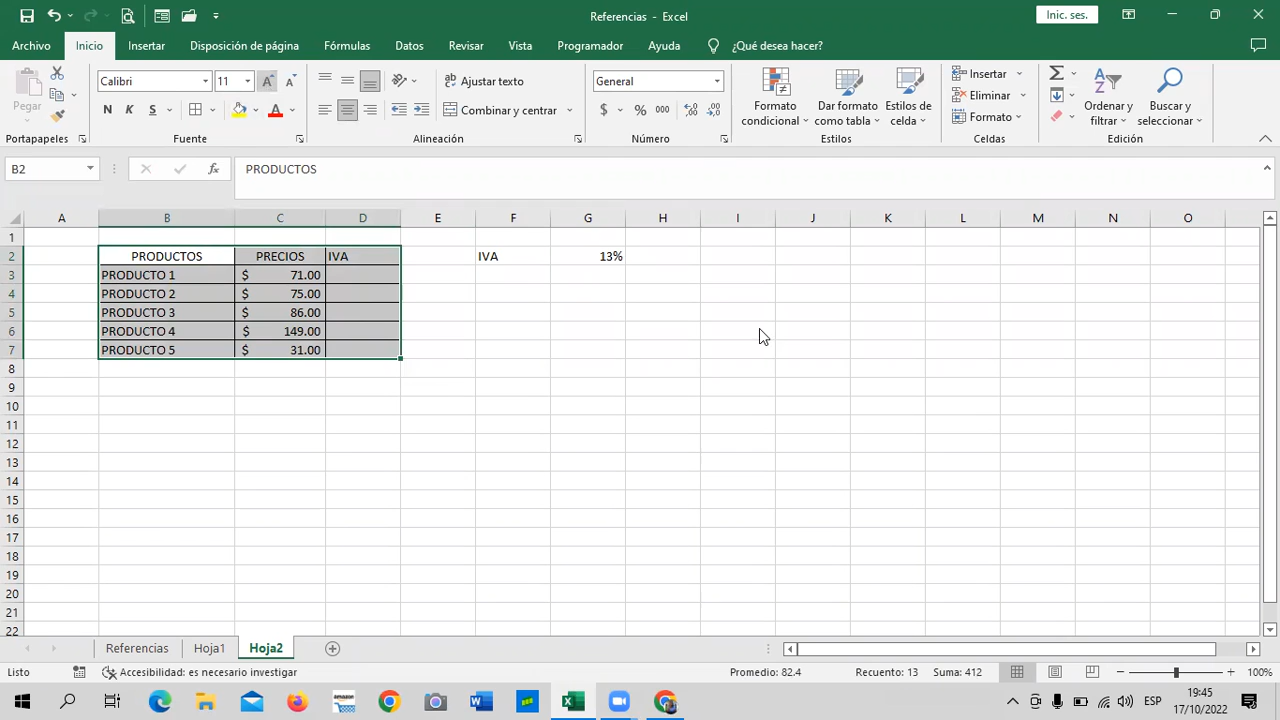 Referencias - Excel
Inic. ses.
Archivo Inicio Insertar Disposición de página Fórmulas Datos Revisar Vista Programador Ayuda ¿Qué desea hacer?
Pegar
Calibri 11
N K S
Ajustar texto
Combinar y centrar
General
$ % 000
Formato condicional
Dar formato como tabla
Estilos de celda
Insertar
Eliminar
Formato
Ordenar y filtrar
Buscar y seleccionar
Portapapeles Fuente Alineación Número Estilos Celdas Edición
B2 fx PRODUCTOS
A B C D E F G H I J K L M N O
1
2 PRODUCTOS PRECIOS IVA IVA 13%
3 PRODUCTO 1 $ 71.00
4 PRODUCTO 2 $ 75.00
5 PRODUCTO 3 $ 86.00
6 PRODUCTO 4 $ 149.00
7 PRODUCTO 5 $ 31.00
8
9
10
11
12
13
14
15
16
17
18
19
20
21
22
Referencias Hoja1 Hoja2
Listo Accesibilidad: es necesario investigar Promedio: 82.4 Recuento: 13 Suma: 412 100%
amazon
ESP
19:45
17/10/2022